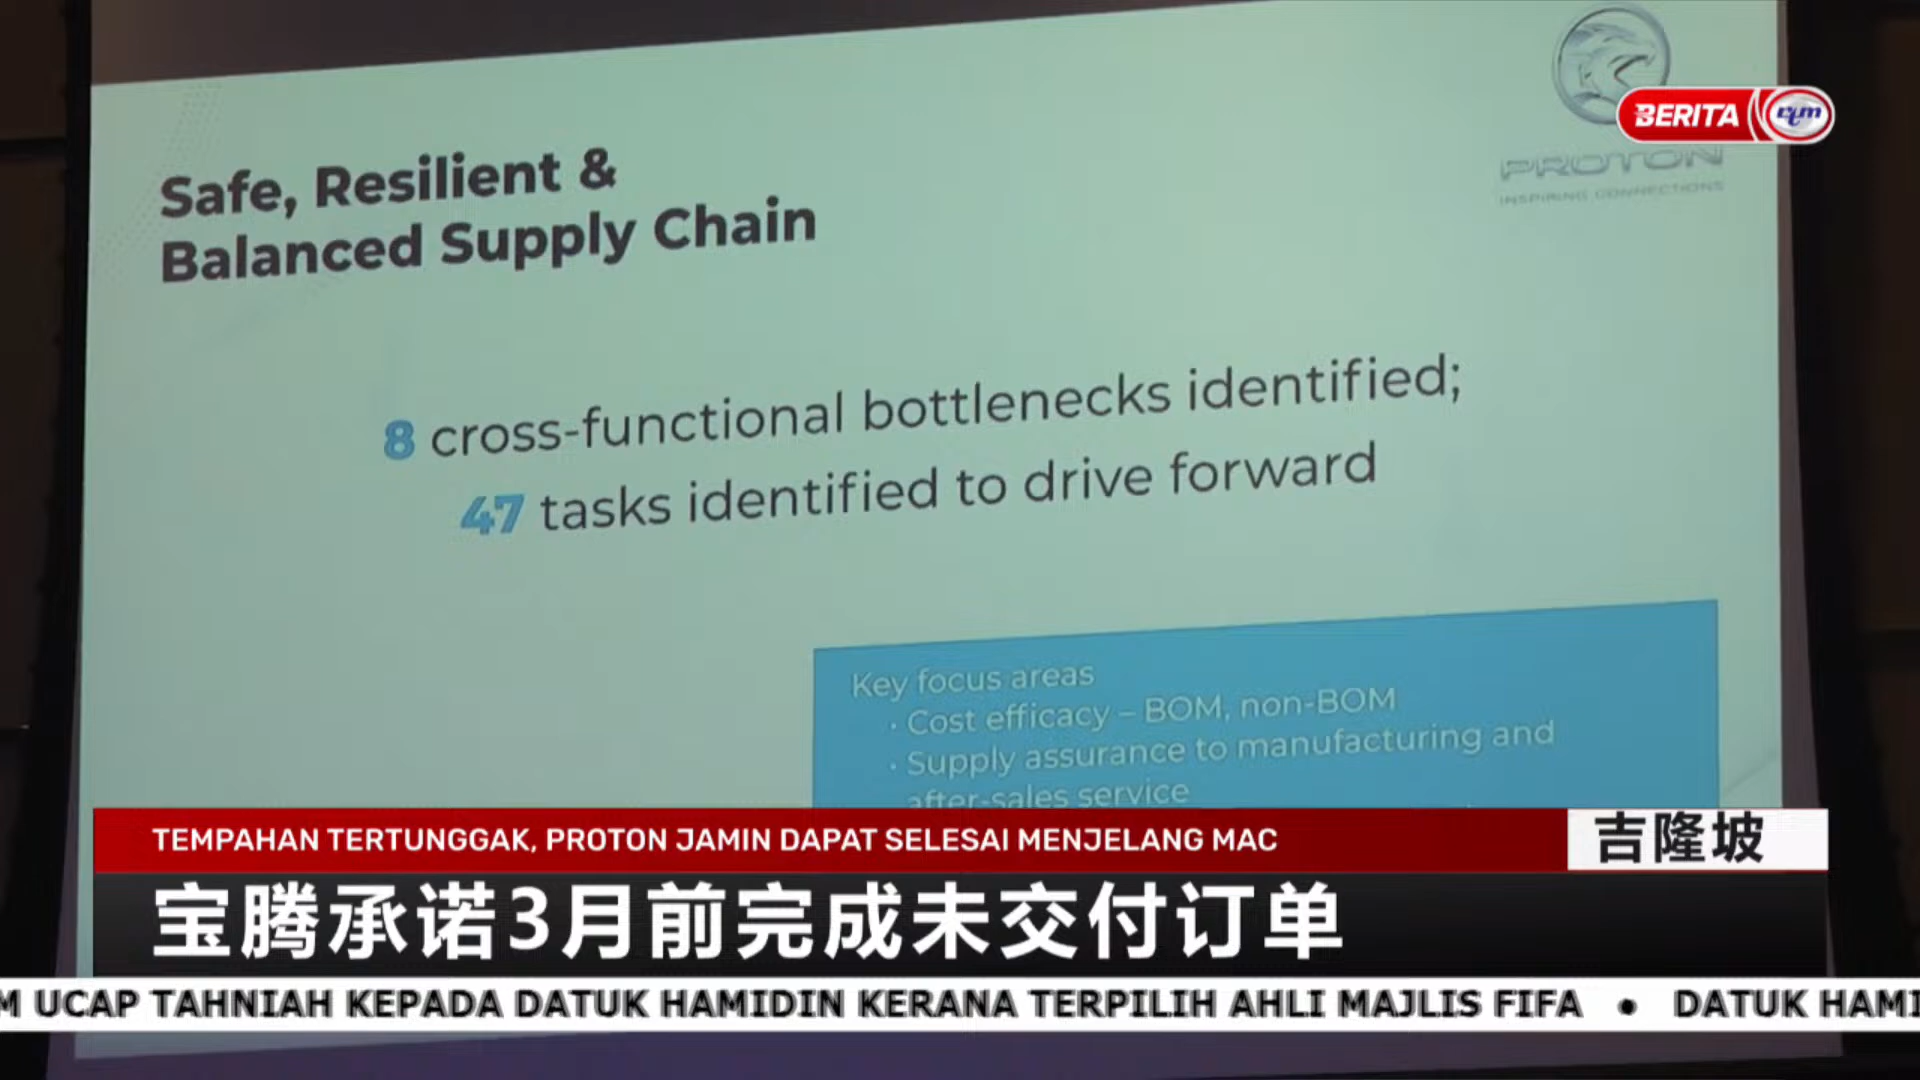 Safe, Resilient &
Balanced Supply Chain
PROTON
INSPIRING CONNECTIONS
BERITA rtm
8 cross-functional bottlenecks identified;
47 tasks identified to drive forward
Key focus areas
· Cost efficacy – BOM, non-BOM
· Supply assurance to manufacturing and
after-sales service
TEMPAHAN TERTUNGGAK, PROTON JAMIN DAPAT SELESAI MENJELANG MAC
吉隆坡
宝腾承诺3月前完成未交付订单
M UCAP TAHNIAH KEPADA DATUK HAMIDIN KERANA TERPILIH AHLI MAJLIS FIFA • DATUK HAMI